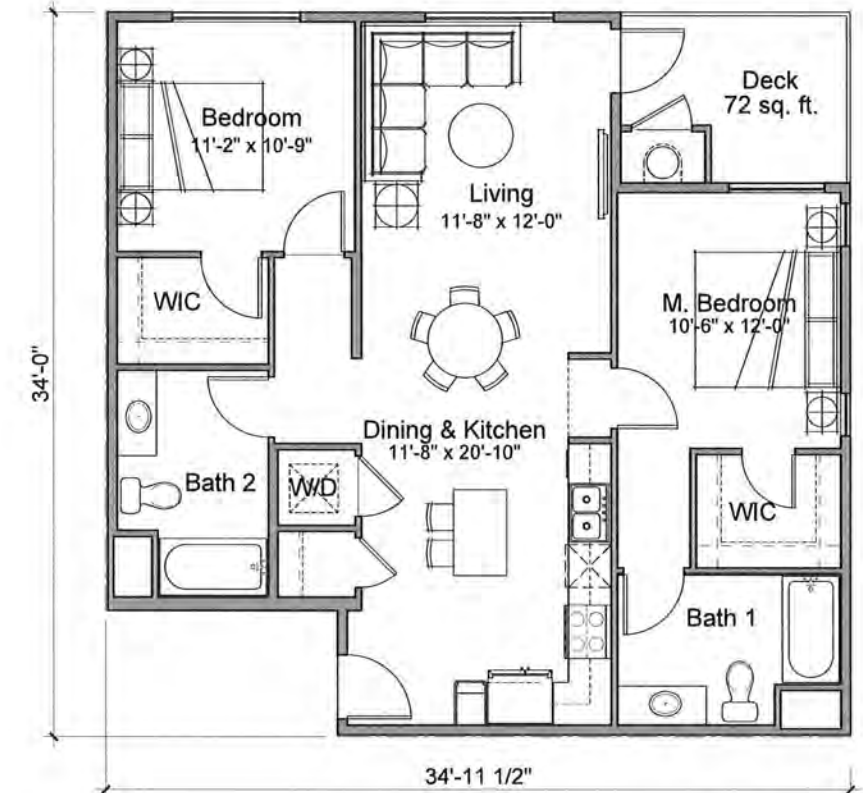 Deck
72 sq. ft.
Bedroom
11'-2" x 10'-9"
Living
11'-8" x 12'-0"
WIC
M. Bedroom
10'-6" x 12'-0"
34'-0"
Dining & Kitchen
11'-8" x 20'-10"
Bath 2
W/D
WIC
Bath 1
34'-11 1/2"